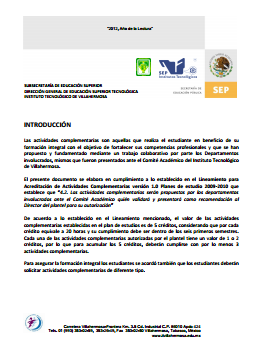 "2012, Año de la Lectura"
SEP
Institutos Tecnológicos
SECRETARÍA DE
EDUCACIÓN PÚBLICA
SEP
SUBSECRETARÍA DE EDUCACIÓN SUPERIOR
DIRECCIÓN GENERAL DE EDUCACIÓN SUPERIOR TECNOLÓGICA
INSTITUTO TECNOLÓGICO DE VILLAHERMOSA
INTRODUCCIÓN
Las actividades complementarias son aquellas que realiza el estudiante en beneficio de su
formación integral con el objetivo de fortalecer sus competencias profesionales y que se han
propuesto y fundamentado mediante un trabajo colaborativo por parte los Departamentos
involucrados, mismos que fueron presentados ante el Comité Académico del Instituto Tecnológico
de Villahermosa.
El presente documento se elabora en cumplimiento a lo establecido en el Lineamiento para
Acreditación de Actividades Complementarias versión 1.0 Planes de estudio 2009-2010 que
establece que "4.2. Las actividades complementarias serán propuestas por los departamentos
involucrados ante el Comité Académico quién validará y presentará como recomendación al
Director del plantel para su autorización"
De acuerdo a lo establecido en el Lineamiento mencionado, el valor de las actividades
complementarias establecidas en el plan de estudios es de 5 créditos, considerando que por cada
crédito equivale a 20 horas y su cumplimiento debe ser dentro de los seis primeros semestres.
Cada una de las actividades complementarias autorizadas por el plantel tiene un valor de 1 a 2
créditos, por lo que para acumular los 5 créditos, deberán cumplirse con por lo menos 3
actividades complementarias.
Para asegurar la formación integral los estudiantes se acordó también que los estudiantes deberán
solicitar actividades complementarias de diferente tipo.
Carretera Villahermosa-Frontera Km. 3.5 Cd. Industrial C.P. 86010 Apdo 424
Villahermosa, Tabasco, México
www.itvillahermosa.edu.mx